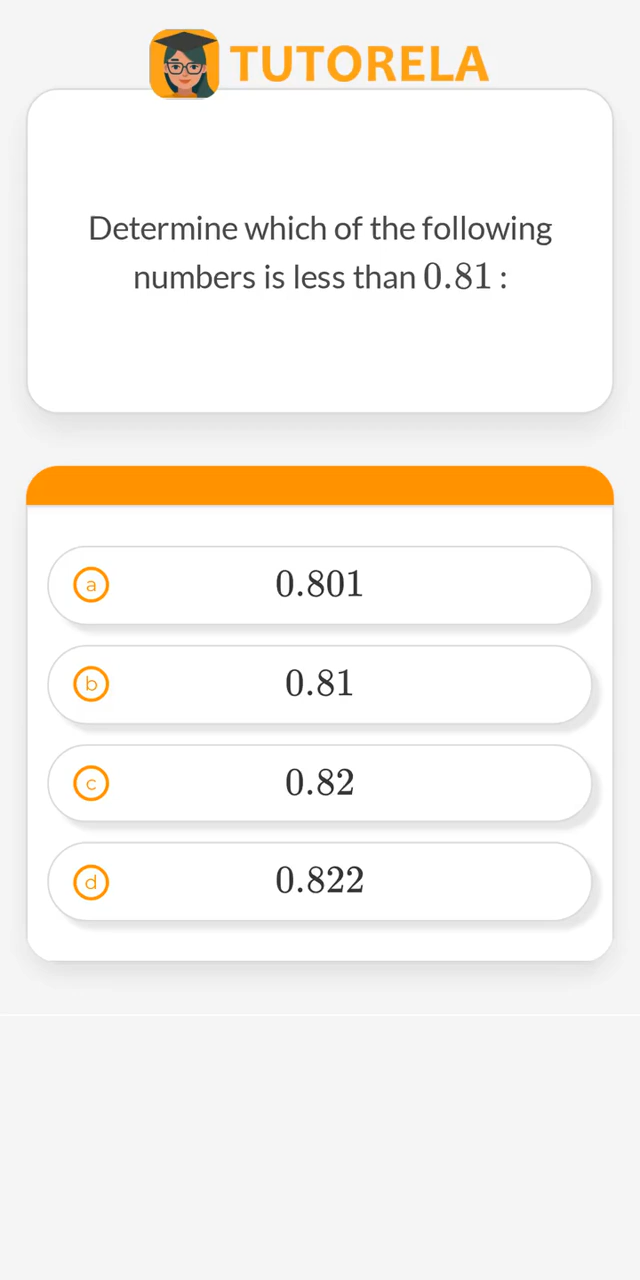 TUTORELA
Determine which of the following
numbers is less than 0.81 :
a 0.801
b 0.81
c 0.82
d 0.822